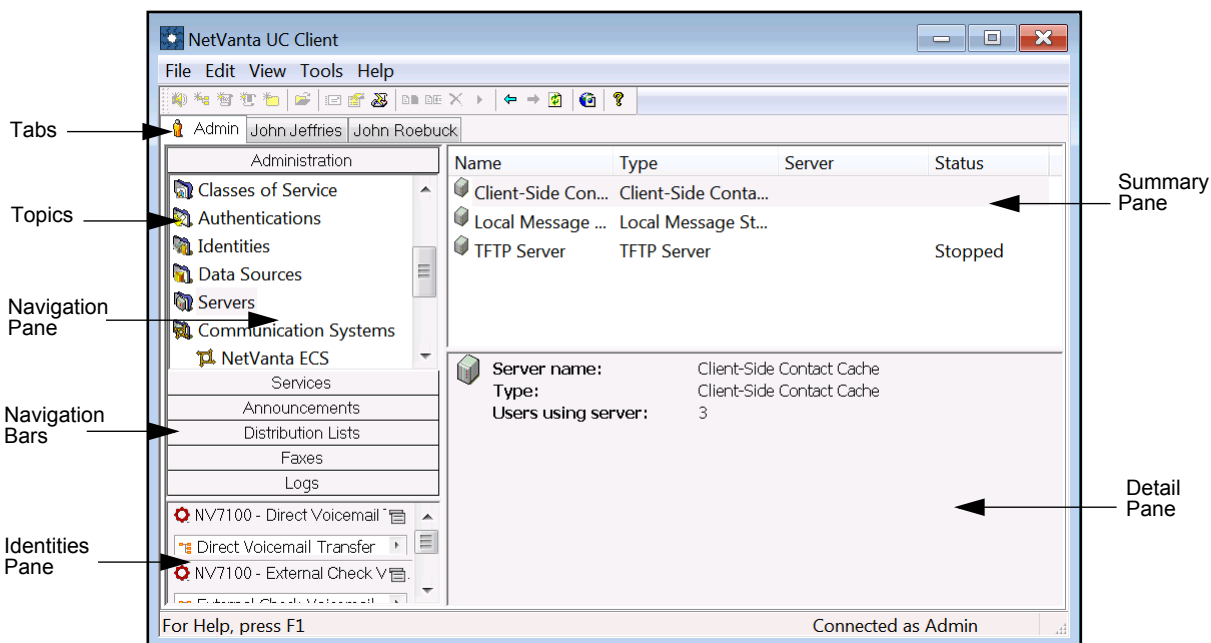 NetVanta UC Client
File Edit View Tools Help
Tabs
Admin John Jeffries John Roebuck
Administration
Name Type Server Status
Topics
Classes of Service
Authentications
Identities
Data Sources
Servers
Communication Systems
NetVanta ECS
Client-Side Con... Client-Side Conta...
Local Message ... Local Message St...
TFTP Server TFTP Server Stopped
Summary
Pane
Navigation
Pane
Services
Announcements
Distribution Lists
Faxes
Logs
Navigation
Bars
Server name: Client-Side Contact Cache
Type: Client-Side Contact Cache
Users using server: 3
Detail
Pane
Identities
Pane
NV7100 - Direct Voicemail
Direct Voicemail Transfer
NV7100 - External Check V
For Help, press F1 Connected as Admin